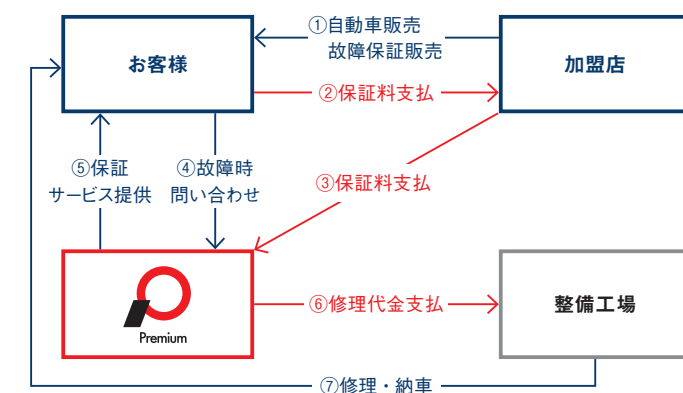 ①自動車販売
故障保証販売
お客様
加盟店
②保証料支払
⑤保証
サービス提供
④故障時
問い合わせ
③保証料支払
Premium
⑥修理代金支払
整備工場
⑦修理・納車